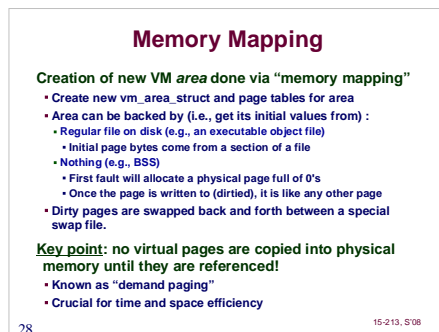 Memory Mapping
Creation of new VM area done via “memory mapping”
▪ Create new vm_area_struct and page tables for area
▪ Area can be backed by (i.e., get its initial values from) :
▪ Regular file on disk (e.g., an executable object file)
▪ Initial page bytes come from a section of a file
▪ Nothing (e.g., BSS)
▪ First fault will allocate a physical page full of 0's
▪ Once the page is written to (dirtied), it is like any other page
▪ Dirty pages are swapped back and forth between a special
swap file.
Key point: no virtual pages are copied into physical
memory until they are referenced!
▪ Known as “demand paging”
▪ Crucial for time and space efficiency
28
15-213, S'08